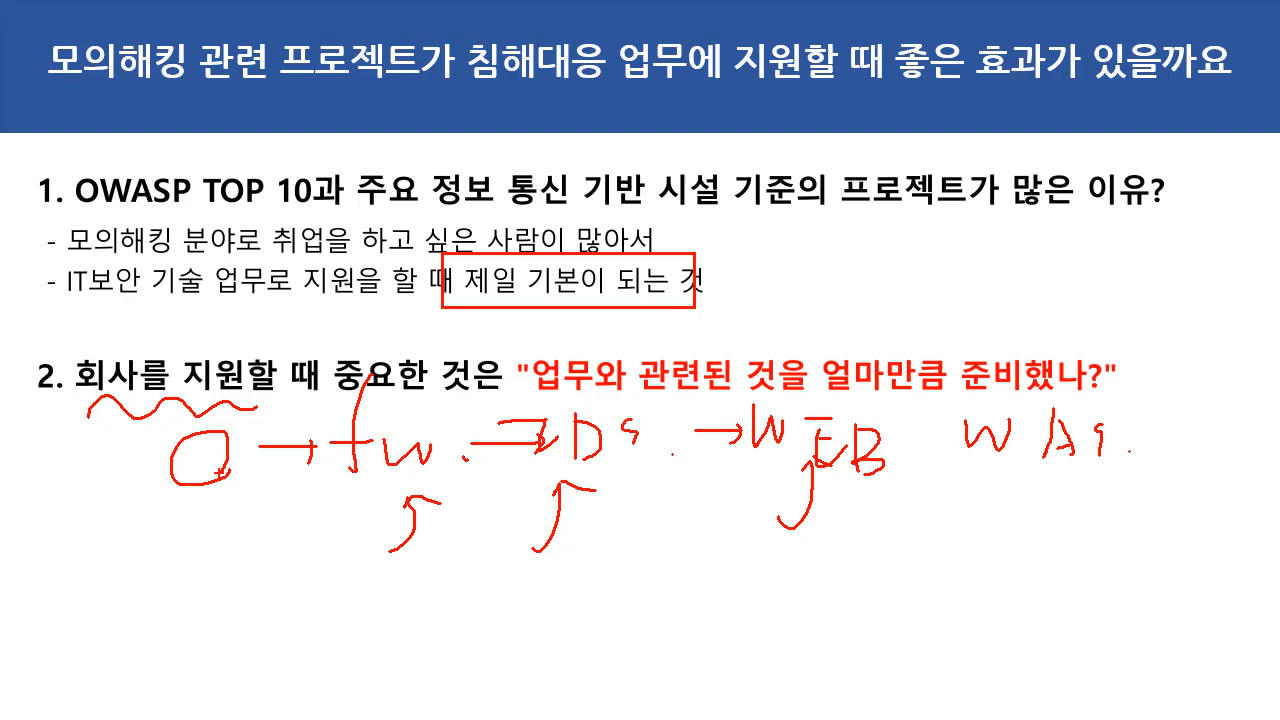 모의해킹 관련 프로젝트가 침해대응 업무에 지원할 때 좋은 효과가 있을까요
1. OWASP TOP 10과 주요 정보 통신 기반 시설 기준의 프로젝트가 많은 이유?
- 모의해킹 분야로 취업을 하고 싶은 사람이 많아서
- IT보안 기술 업무로 지원을 할 때 제일 기본이 되는 것
2. 회사를 지원할 때 중요한 것은 "업무와 관련된 것을 얼마만큼 준비했나?"
→ fw. → IDS → WEB WAS